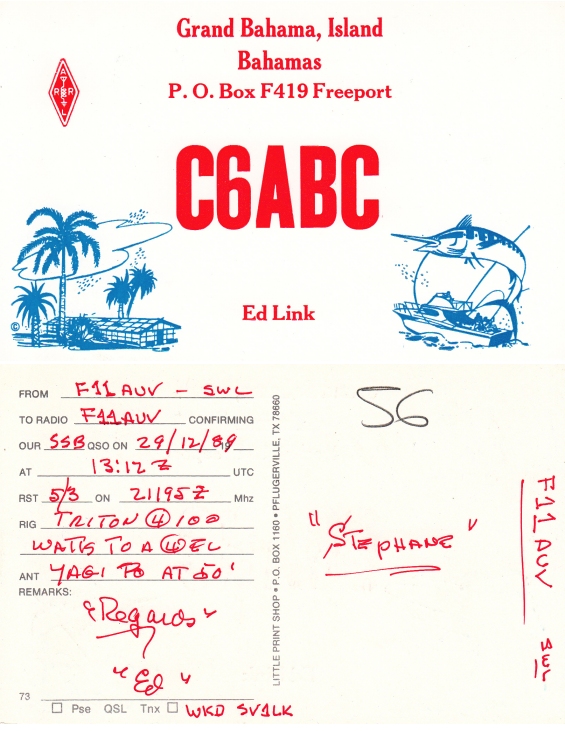 Grand Bahama, Island
Bahamas
P. O. Box F419 Freeport
ARRL
C6ABC
©
Ed Link
FROM F11AUV - SWL
TO RADIO F11AUV CONFIRMING
OUR SSB QSO ON 29/12/89
AT 13:12 Z UTC
RST 5/3 ON 21195Z Mhz
RIG TRITON 4 100
WATTS TO A 4 EL
ANT YAGI AT 50'
REMARKS:
"Regards"
"Ed"
73
Pse QSL Tnx WKD SV1LK
LITTLE PRINT SHOP • P.O. BOX 1160 • PFLUGERVILLE, TX 78660
56
"STEPHANE"
F11AUV SWL